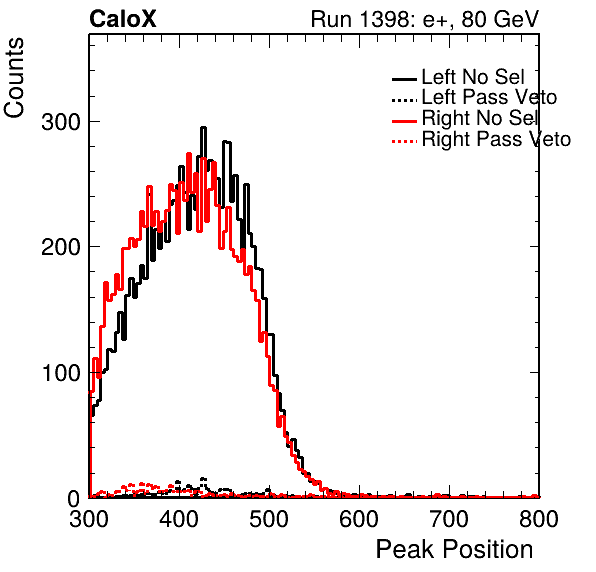 CaloX Run 1398: e+, 80 GeV
Counts
Left No Sel
Left Pass Veto
Right No Sel
Right Pass Veto
300
200
100
0
300 400 500 600 700 800
Peak Position